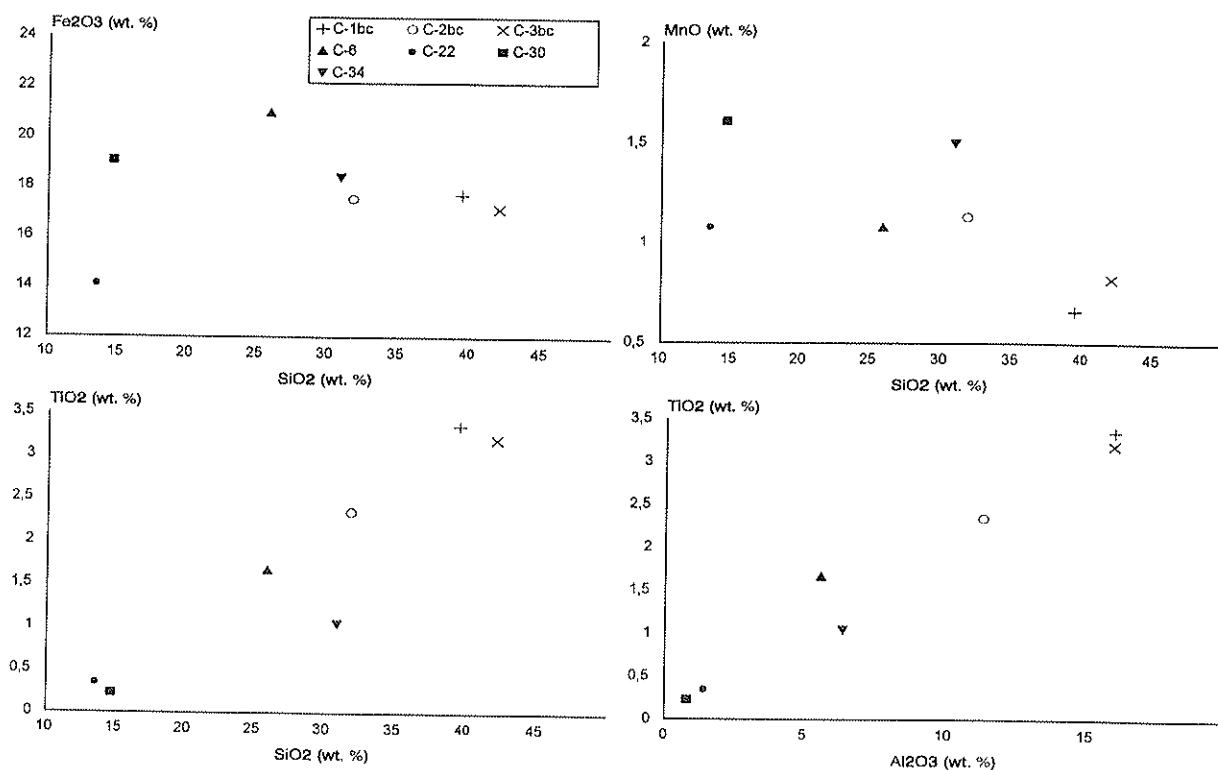 Fe2O3 (wt. %)
24
22
20
18
16
14
12
10 15 20 25 30 35 40 45
SiO2 (wt. %)
C-1bc C-2bc C-3bc
C-6 C-22 C-30
C-34
MnO (wt. %)
2
1,5
1
0,5
10 15 20 25 30 35 40 45
SiO2 (wt. %)
TiO2 (wt. %)
3,5
3
2,5
2
1,5
1
0,5
0
10 15 20 25 30 35 40 45
SiO2 (wt. %)
TiO2 (wt. %)
3,5
3
2,5
2
1,5
1
0,5
0
0 5 10 15
Al2O3 (wt. %)